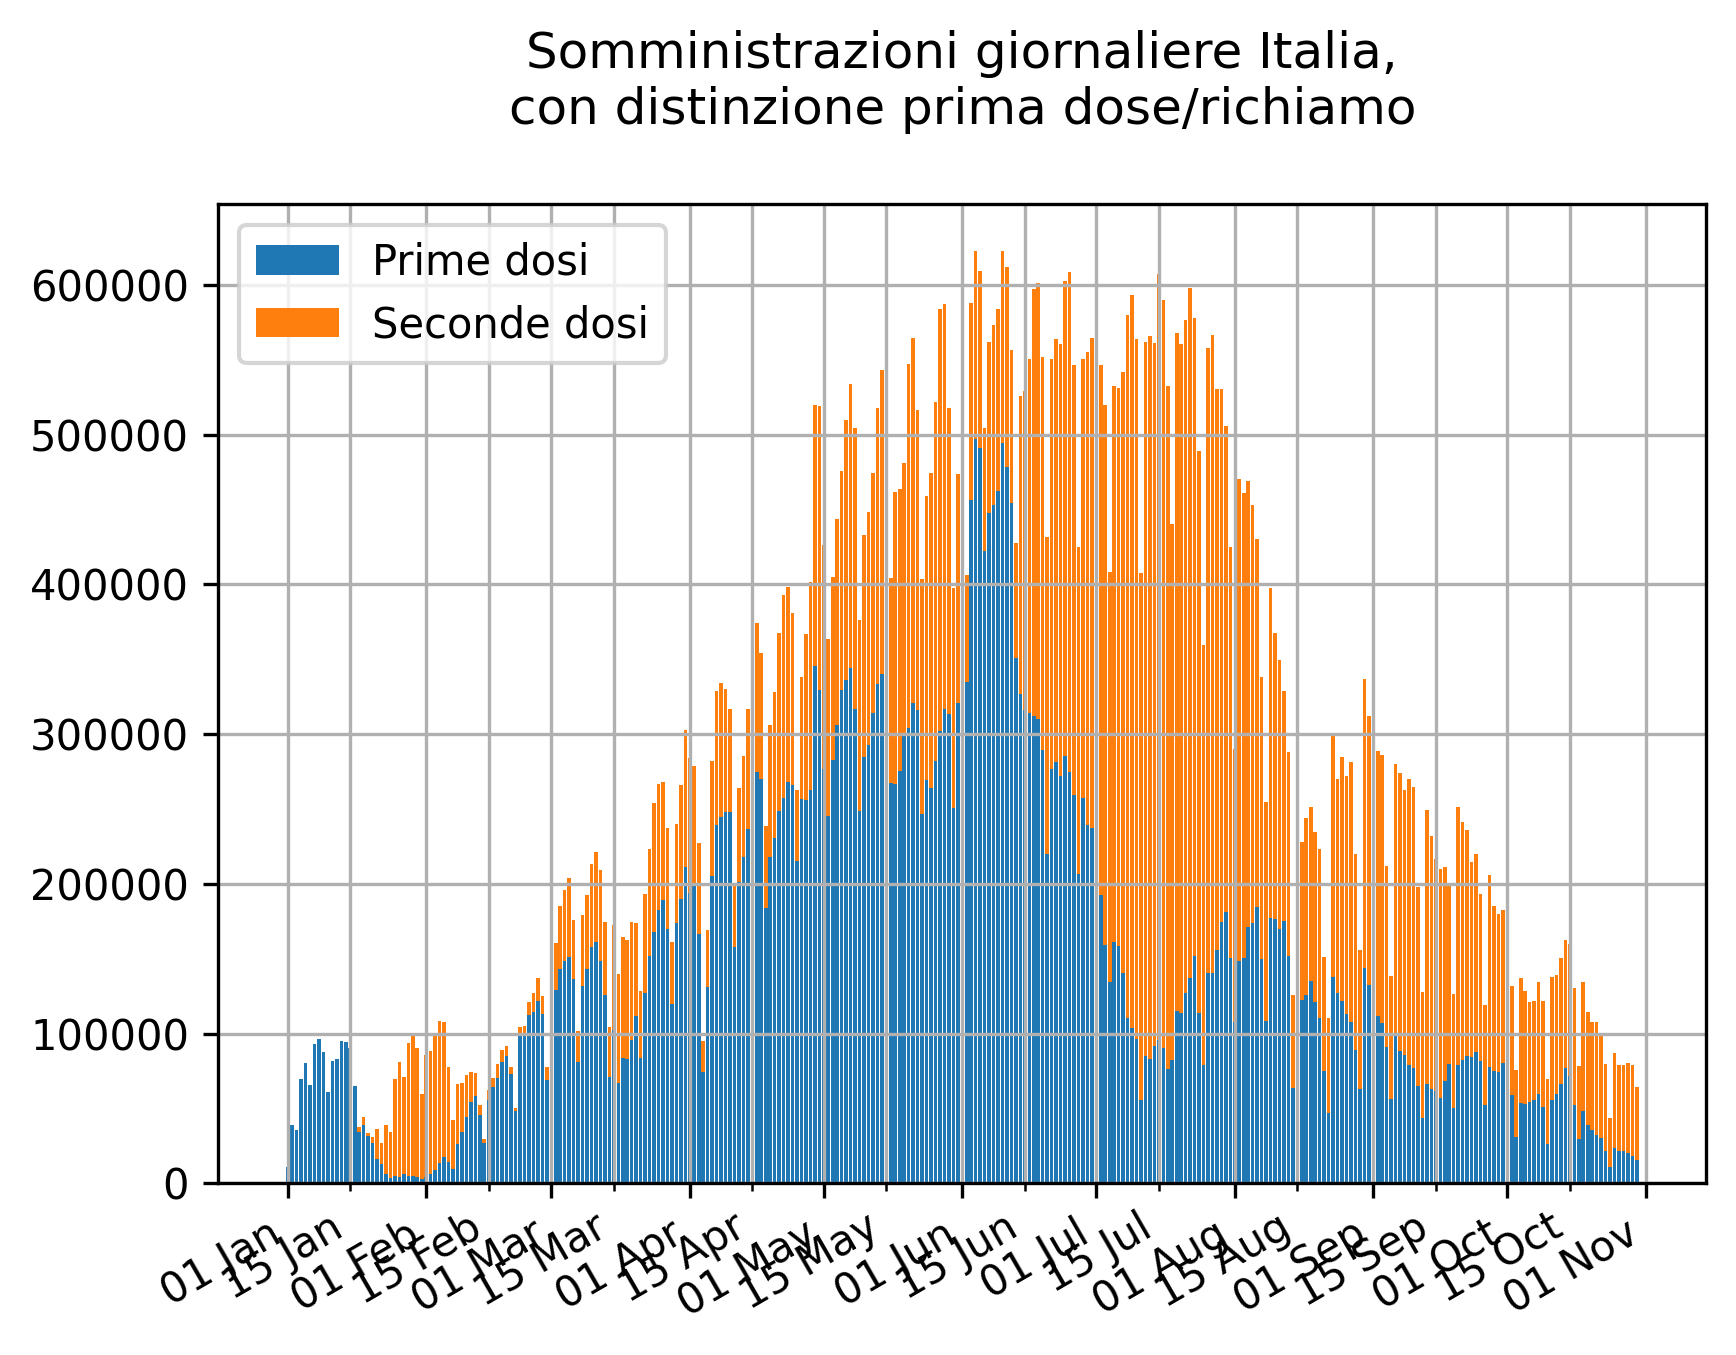 Somministrazioni giornaliere Italia,
con distinzione prima dose/richiamo
Prime dosi
Seconde dosi
600000
500000
400000
300000
200000
100000
0
01 Jan
15 Jan
01 Feb
15 Feb
01 Mar
15 Mar
01 Apr
15 Apr
01 May
15 May
01 Jun
15 Jun
01 Jul
15 Jul
01 Aug
15 Aug
01 Sep
15 Sep
01 Oct
15 Oct
01 Nov